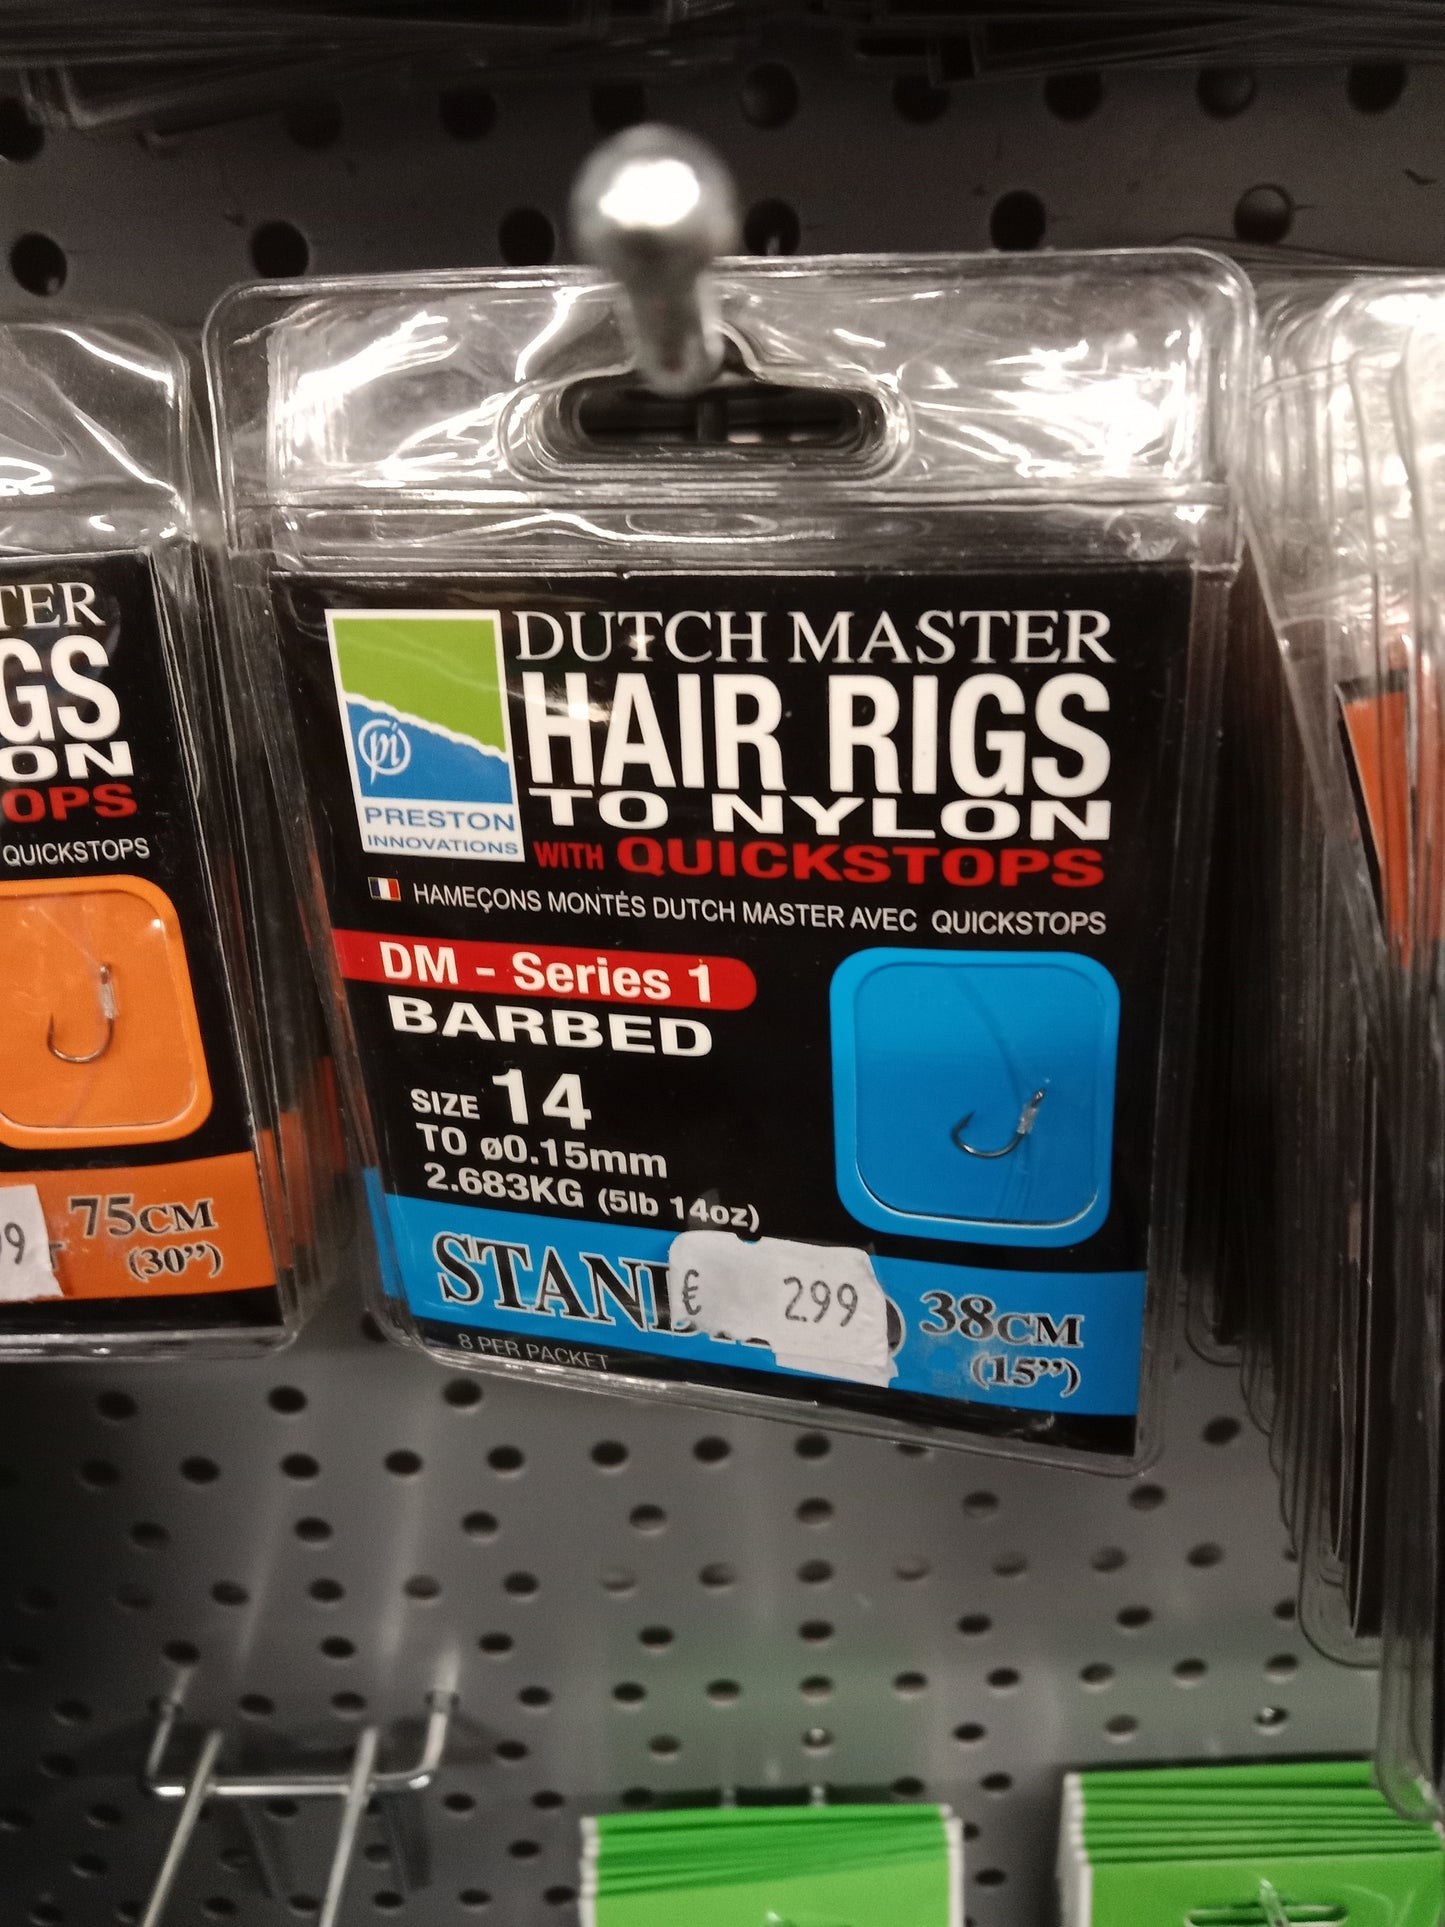 TER
GS
ON
OPS
QUICKSTOPS
75CM
(30")
99
DUTCH MASTER
HAIR RIGS
TO NYLON
WITH QUICKSTOPS
pi
PRESTON
INNOVATIONS
HAMEÇONS MONTÉS DUTCH MASTER AVEC QUICKSTOPS
DM - Series 1
BARBED
SIZE 14
TO ø0.15mm
2.683KG (5lb 14oz)
€ 2.99
38CM
(15")
8 PER PACKET